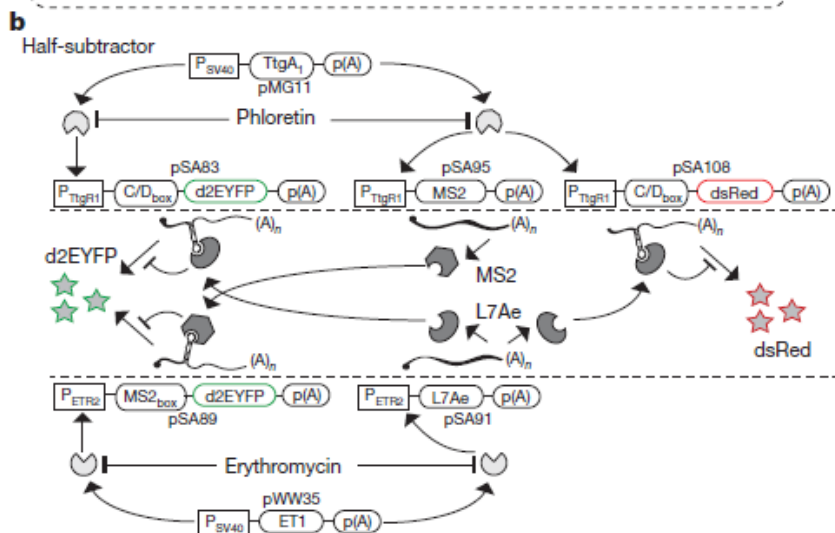 b
Half-subtractor
P_SV40 TtgA_1 p(A)
pMG11
Phloretin
pSA83 pSA95 pSA108
P_TtgR1 C/D_box d2EYFP p(A) P_TtgR1 MS2 p(A) P_TtgR1 C/D_box dsRed p(A)
(A)_n (A)_n (A)_n
d2EYFP
MS2
L7Ae
dsRed
(A)_n (A)_n
P_ETR2 MS2_box d2EYFP p(A) P_ETR2 L7Ae p(A)
pSA89 pSA91
Erythromycin
pWW35
P_SV40 ET1 p(A)